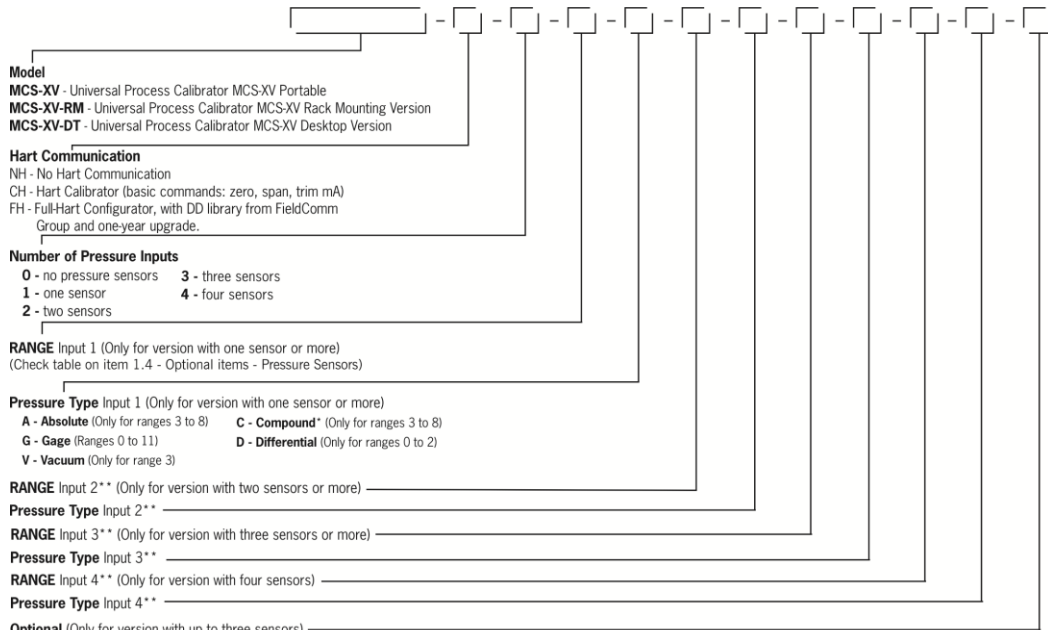 - - - - - - - - - - -
Model
MCS-XV - Universal Process Calibrator MCS-XV Portable
MCS-XV-RM - Universal Process Calibrator MCS-XV Rack Mounting Version
MCS-XV-DT - Universal Process Calibrator MCS-XV Desktop Version
Hart Communication
NH - No Hart Communication
CH - Hart Calibrator (basic commands: zero, span, trim mA)
FH - Full-Hart Configurator, with DD library from FieldComm
Group and one-year upgrade.
Number of Pressure Inputs
0 - no pressure sensors 3 - three sensors
1 - one sensor 4 - four sensors
2 - two sensors
RANGE Input 1 (Only for version with one sensor or more)
(Check table on item 1.4 - Optional items - Pressure Sensors)
Pressure Type Input 1 (Only for version with one sensor or more)
A - Absolute (Only for ranges 3 to 8) C - Compound* (Only for ranges 3 to 8)
G - Gage (Ranges 0 to 11) D - Differential (Only for ranges 0 to 2)
V - Vacuum (Only for range 3)
RANGE Input 2** (Only for version with two sensors or more)
Pressure Type Input 2**
RANGE Input 3** (Only for version with three sensors or more)
Pressure Type Input 3**
RANGE Input 4** (Only for version with four sensors)
Pressure Type Input 4**
Optional (Only for version with up to three sensors)